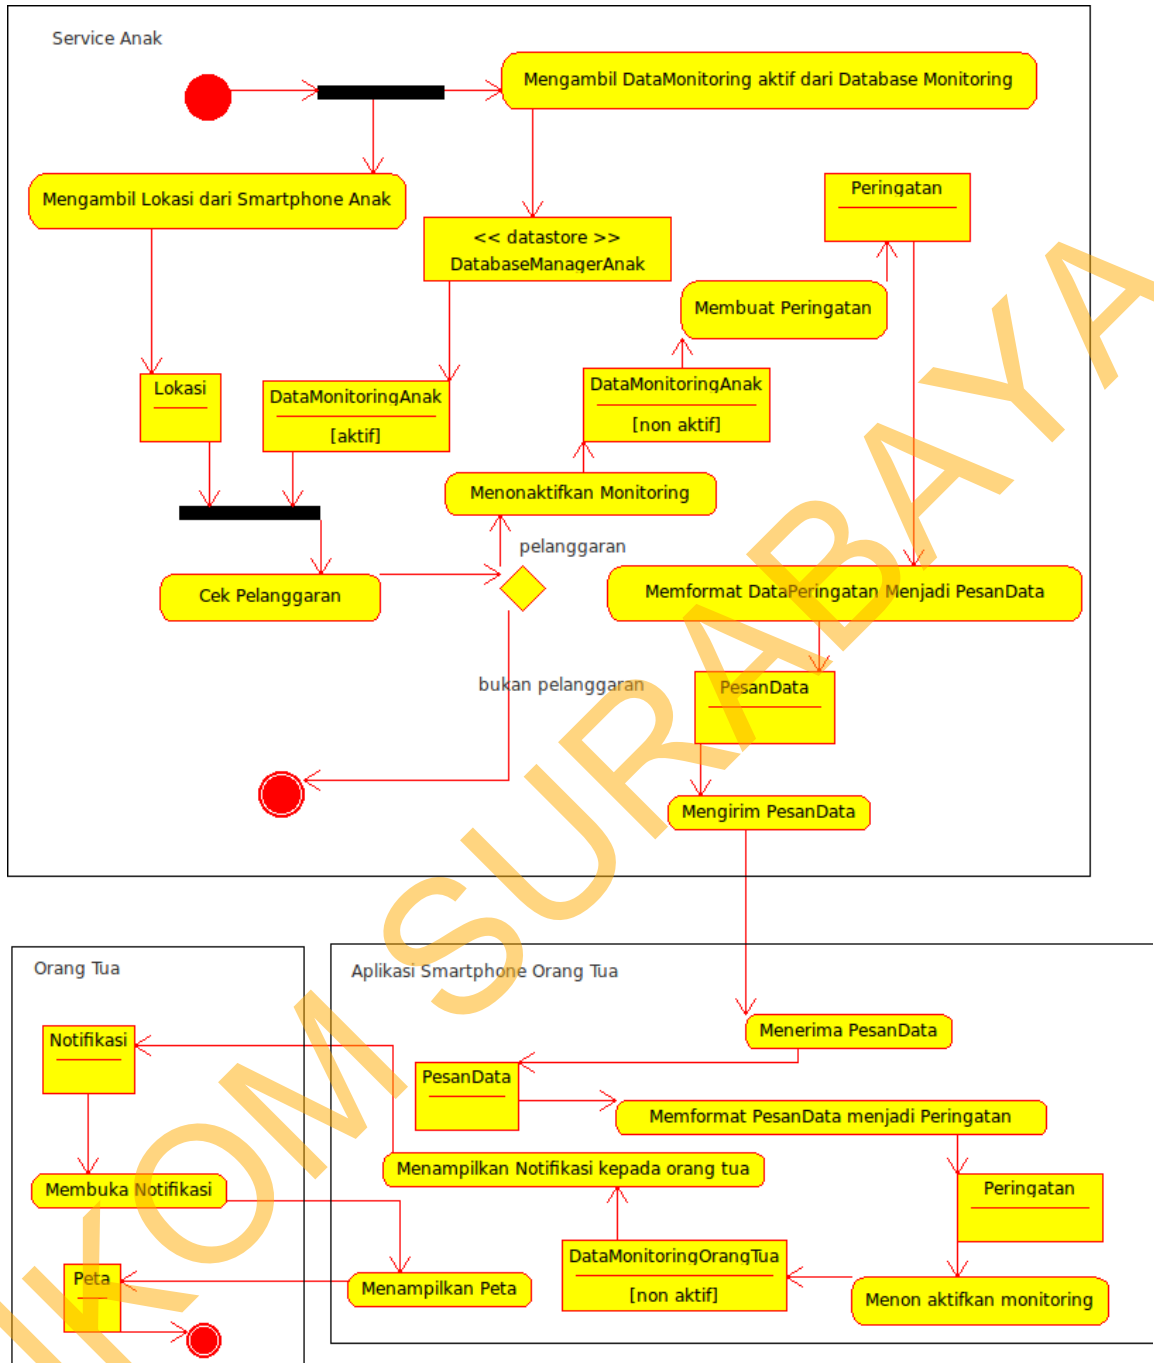 Service Anak
Mengambil DataMonitoring aktif dari Database Monitoring
Mengambil Lokasi dari Smartphone Anak
Peringatan
<< datastore >>
DatabaseManagerAnak
Membuat Peringatan
Lokasi
DataMonitoringAnak
[aktif]
DataMonitoringAnak
[non aktif]
Menonaktifkan Monitoring
pelanggaran
Cek Pelanggaran
Memformat DataPeringatan Menjadi PesanData
bukan pelanggaran
PesanData
Mengirim PesanData
Orang Tua
Aplikasi Smartphone Orang Tua
Notifikasi
Menerima PesanData
PesanData
Memformat PesanData menjadi Peringatan
Menampilkan Notifikasi kepada orang tua
Membuka Notifikasi
Peringatan
DataMonitoringOrangTua
[non aktif]
Peta
Menampilkan Peta
Menon aktifkan monitoring
IKOM SURABAYA